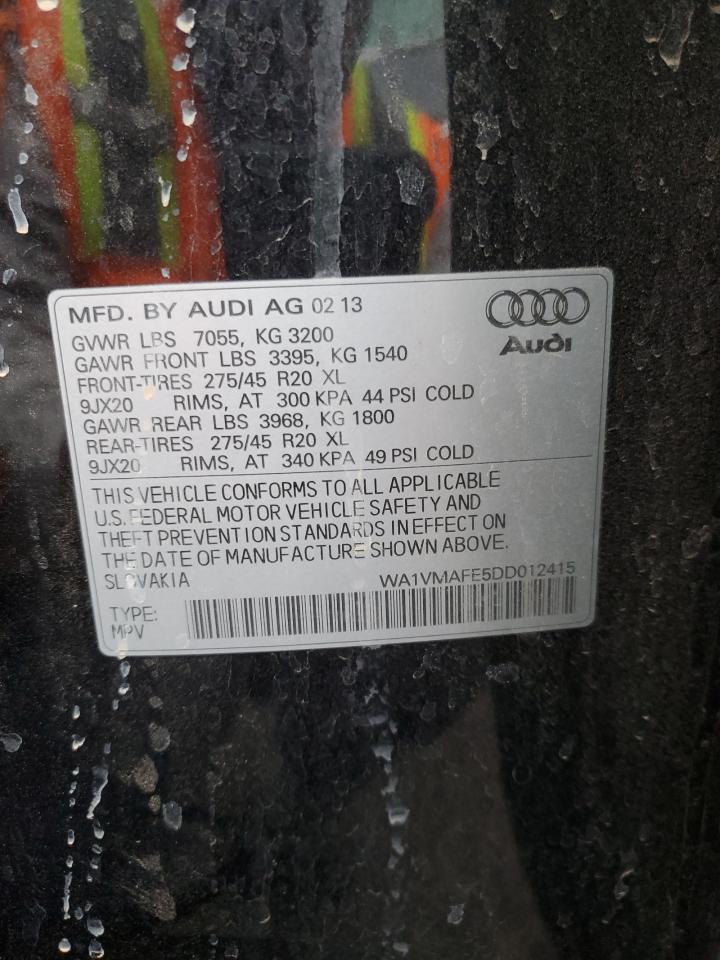 MFD. BY AUDI AG 02 13
Audi
GVWR LBS 7055, KG 3200
GAWR FRONT LBS 3395, KG 1540
FRONT-TIRES 275/45 R20 XL
9JX20 RIMS, AT 300 KPA 44 PSI COLD
GAWR REAR LBS 3968, KG 1800
REAR-TIRES 275/45 R20 XL
9JX20 RIMS, AT 340 KPA 49 PSI COLD
THIS VEHICLE CONFORMS TO ALL APPLICABLE
U.S. FEDERAL MOTOR VEHICLE SAFETY AND
THEFT PREVENTION STANDARDS IN EFFECT ON
THE DATE OF MANUFACTURE SHOWN ABOVE.
SLOVAKIA WA1VMAFE5DD012415
TYPE:
MPV